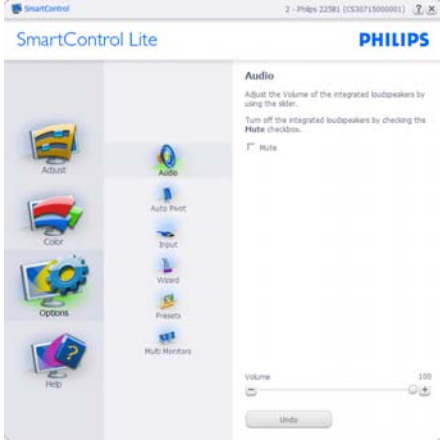 SmartControl
2 - Philips 225B1 (CS30715000001)
? X
SmartControl Lite
PHILIPS
Adjust
Color
Options
Help
Audio
Auto Pivot
Input
Wizard
Presets
Multi Monitors
Audio
Adjust the Volume of the integrated loudspeakers by
using the slider.
Turn off the integrated loudspeakers by checking the
Mute checkbox.
Mute
Volume 100
Undo